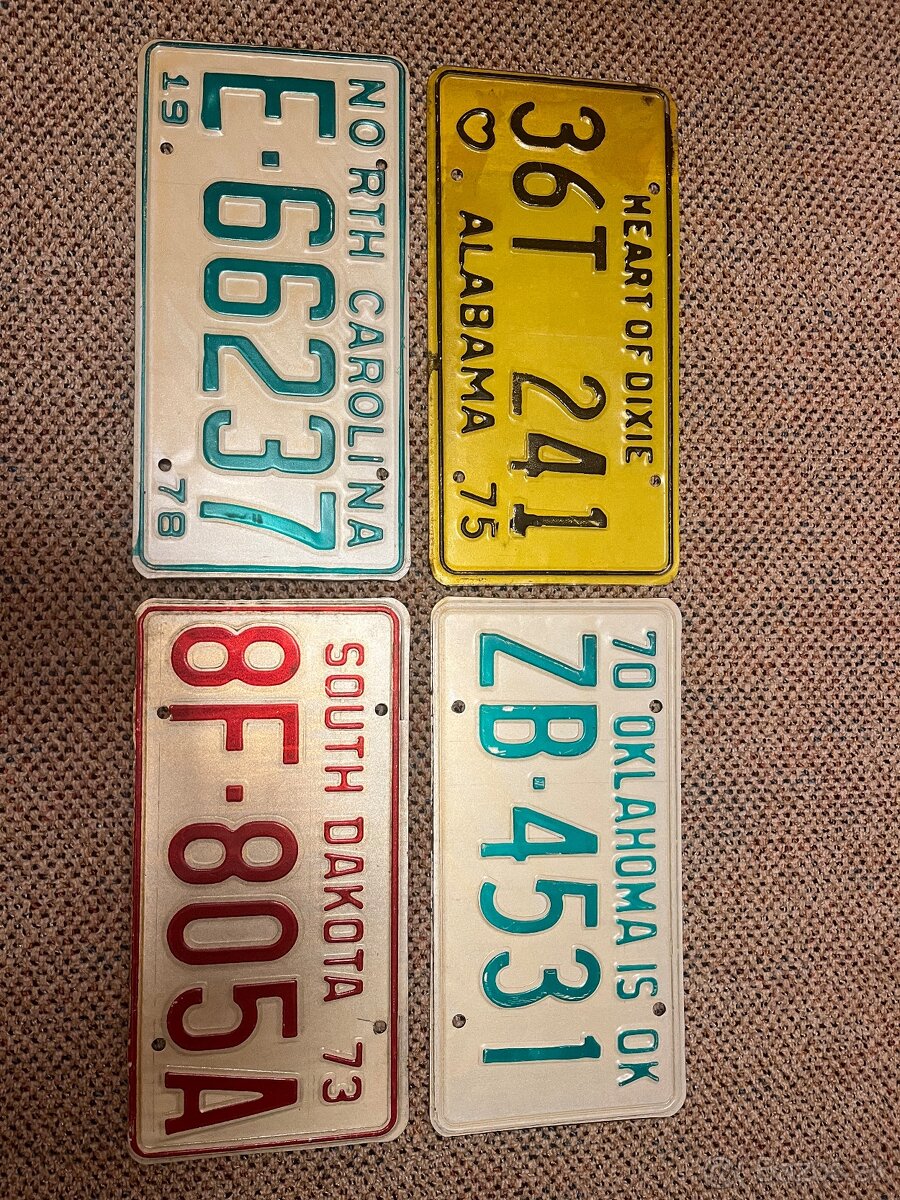 NORTH CAROLINA
E·66237
19 78
HEART OF DIXIE
36T 241
ALABAMA 75
SOUTH DAKOTA 73
8F·805A
70 OKLAHOMA IS OK
ZB·4531